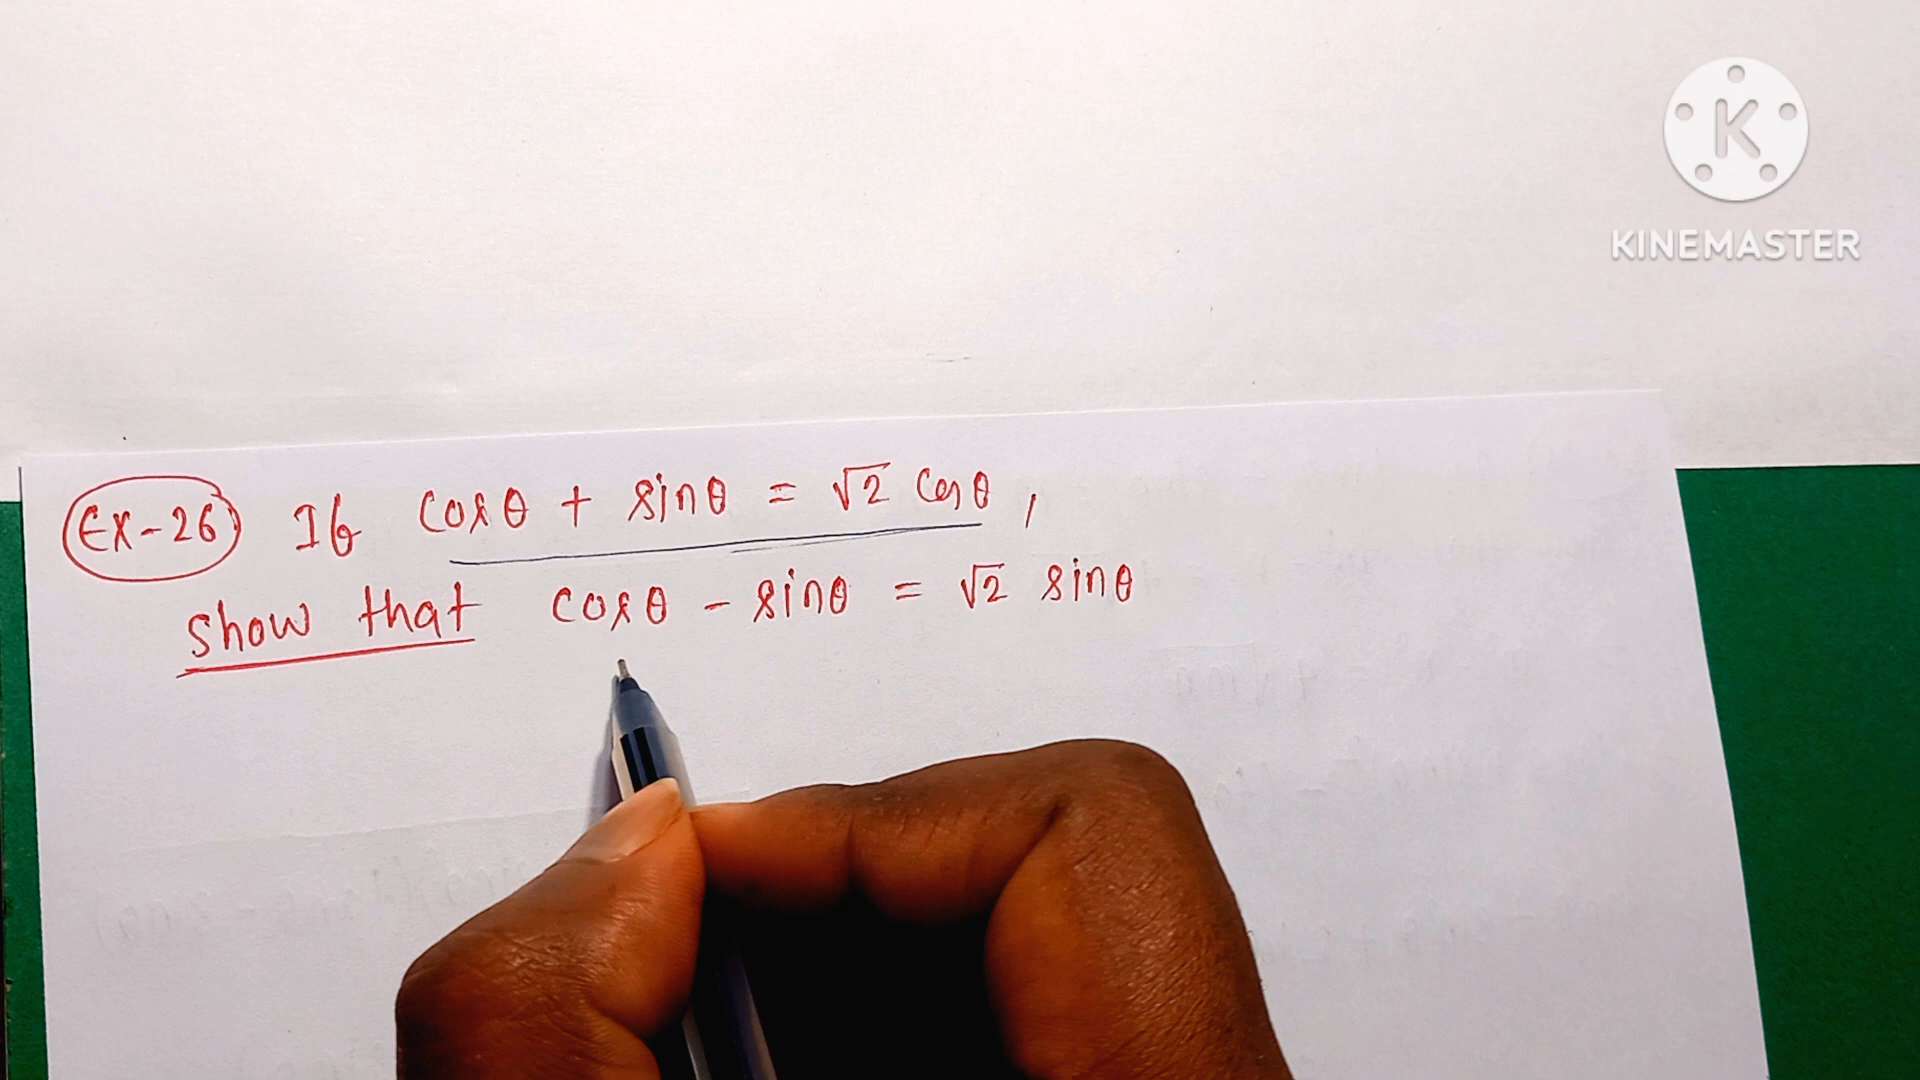 KINEMASTER
Ex-26 If cosθ + sinθ = √2 cosθ,
show that cosθ - sinθ = √2 sinθ